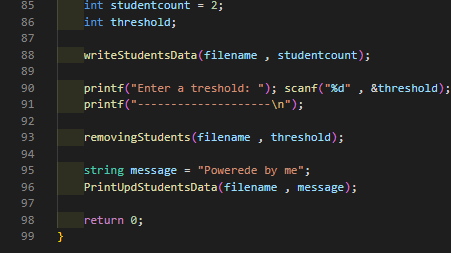 85 int studentcount = 2;
86 int threshold;
87
88 writeStudentsData(filename , studentcount);
89
90 printf("Enter a treshold: "); scanf("%d" , &threshold);
91 printf("--------------------\n");
92
93 removingStudents(filename , threshold);
94
95 string message = "Powerede by me";
96 PrintUpdStudentsData(filename , message);
97
98 return 0;
99 }